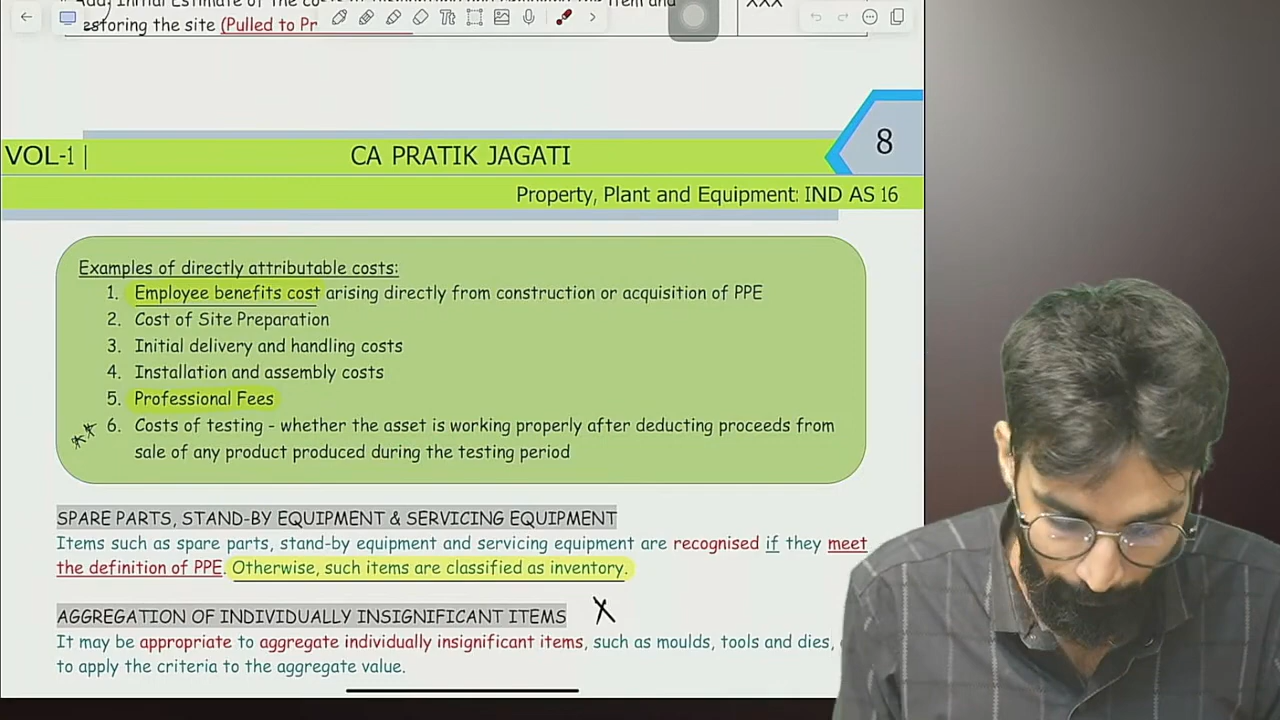 estoring the site (Pulled to Pr
XXX
8
VOL-1 |
CA PRATIK JAGATI
Property, Plant and Equipment: IND AS 16
Examples of directly attributable costs:
1. Employee benefits cost arising directly from construction or acquisition of PPE
2. Cost of Site Preparation
3. Initial delivery and handling costs
4. Installation and assembly costs
5. Professional Fees
6. Costs of testing - whether the asset is working properly after deducting proceeds from
sale of any product produced during the testing period
SPARE PARTS, STAND-BY EQUIPMENT & SERVICING EQUIPMENT
Items such as spare parts, stand-by equipment and servicing equipment are recognised if they meet
the definition of PPE. Otherwise, such items are classified as inventory.
AGGREGATION OF INDIVIDUALLY INSIGNIFICANT ITEMS X
It may be appropriate to aggregate individually insignificant items, such as moulds, tools and dies,
to apply the criteria to the aggregate value.